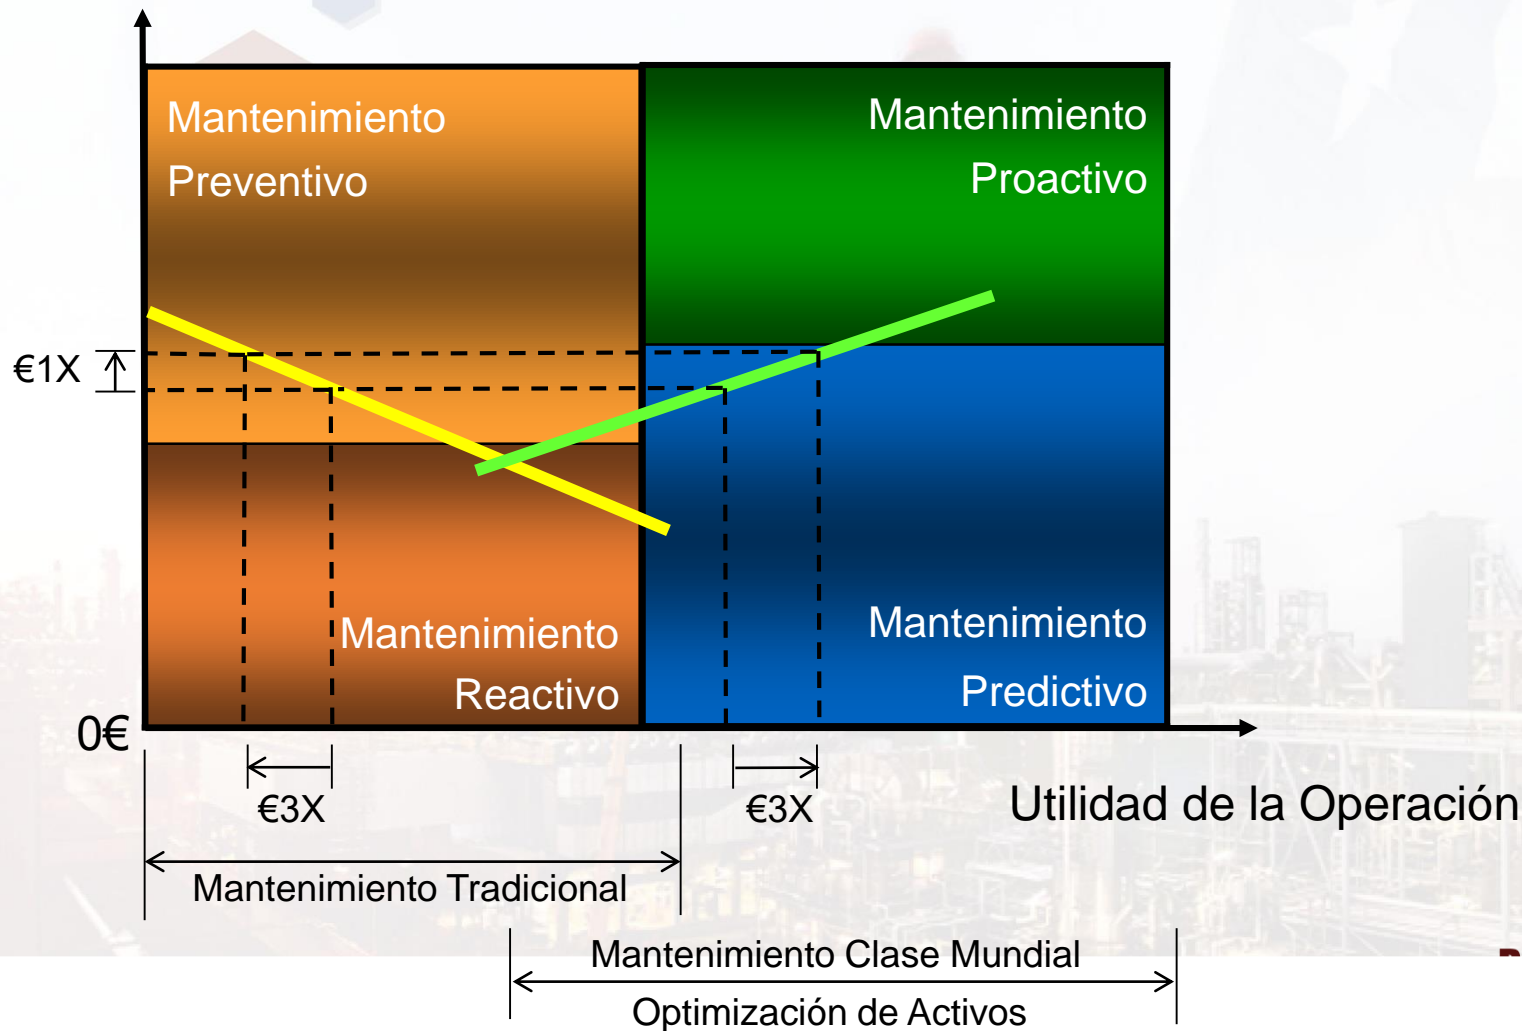 Mantenimiento
Preventivo
Mantenimiento
Proactivo
€1X
Mantenimiento
Reactivo
Mantenimiento
Predictivo
0€
€3X
€3X
Utilidad de la Operación
Mantenimiento Tradicional
Mantenimiento Clase Mundial
Optimización de Activos